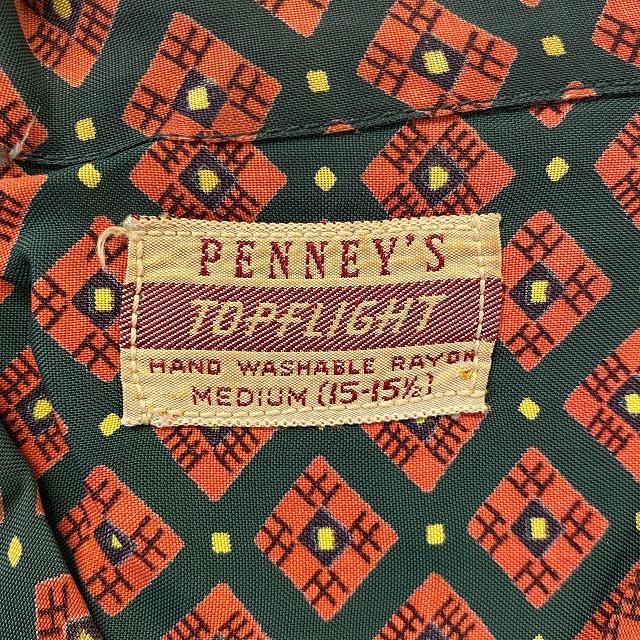 PENNEY'S
TOPFLIGHT
HAND WASHABLE RAYON
MEDIUM (15-15½)